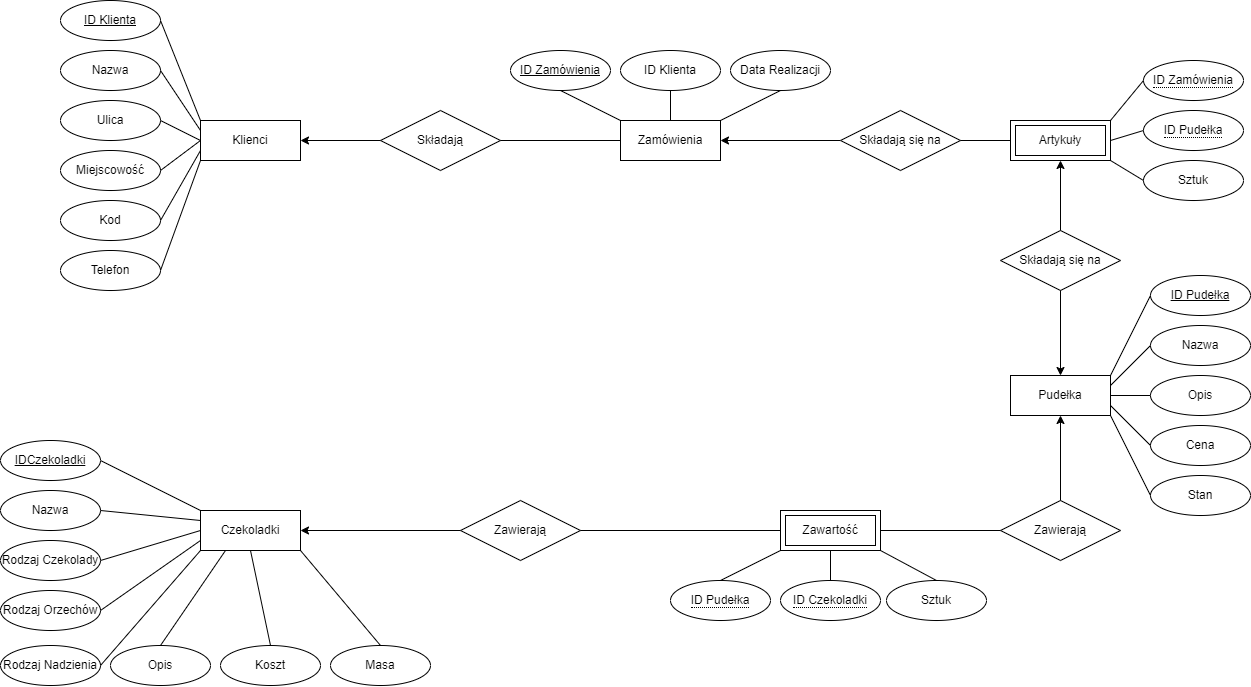 ID Klienta
Nazwa
Ulica
Miejscowość
Kod
Telefon
Klienci
Składają
ID Zamówienia
ID Klienta
Data Realizacji
Zamówienia
Składają się na
Artykuły
ID Zamówienia
ID Pudełka
Sztuk
Składają się na
Pudełka
ID Pudełka
Nazwa
Opis
Cena
Stan
IDCzekoladki
Nazwa
Rodzaj Czekolady
Rodzaj Orzechów
Rodzaj Nadzienia
Opis
Koszt
Masa
Czekoladki
Zawierają
Zawartość
Zawierają
ID Pudełka
ID Czekoladki
Sztuk